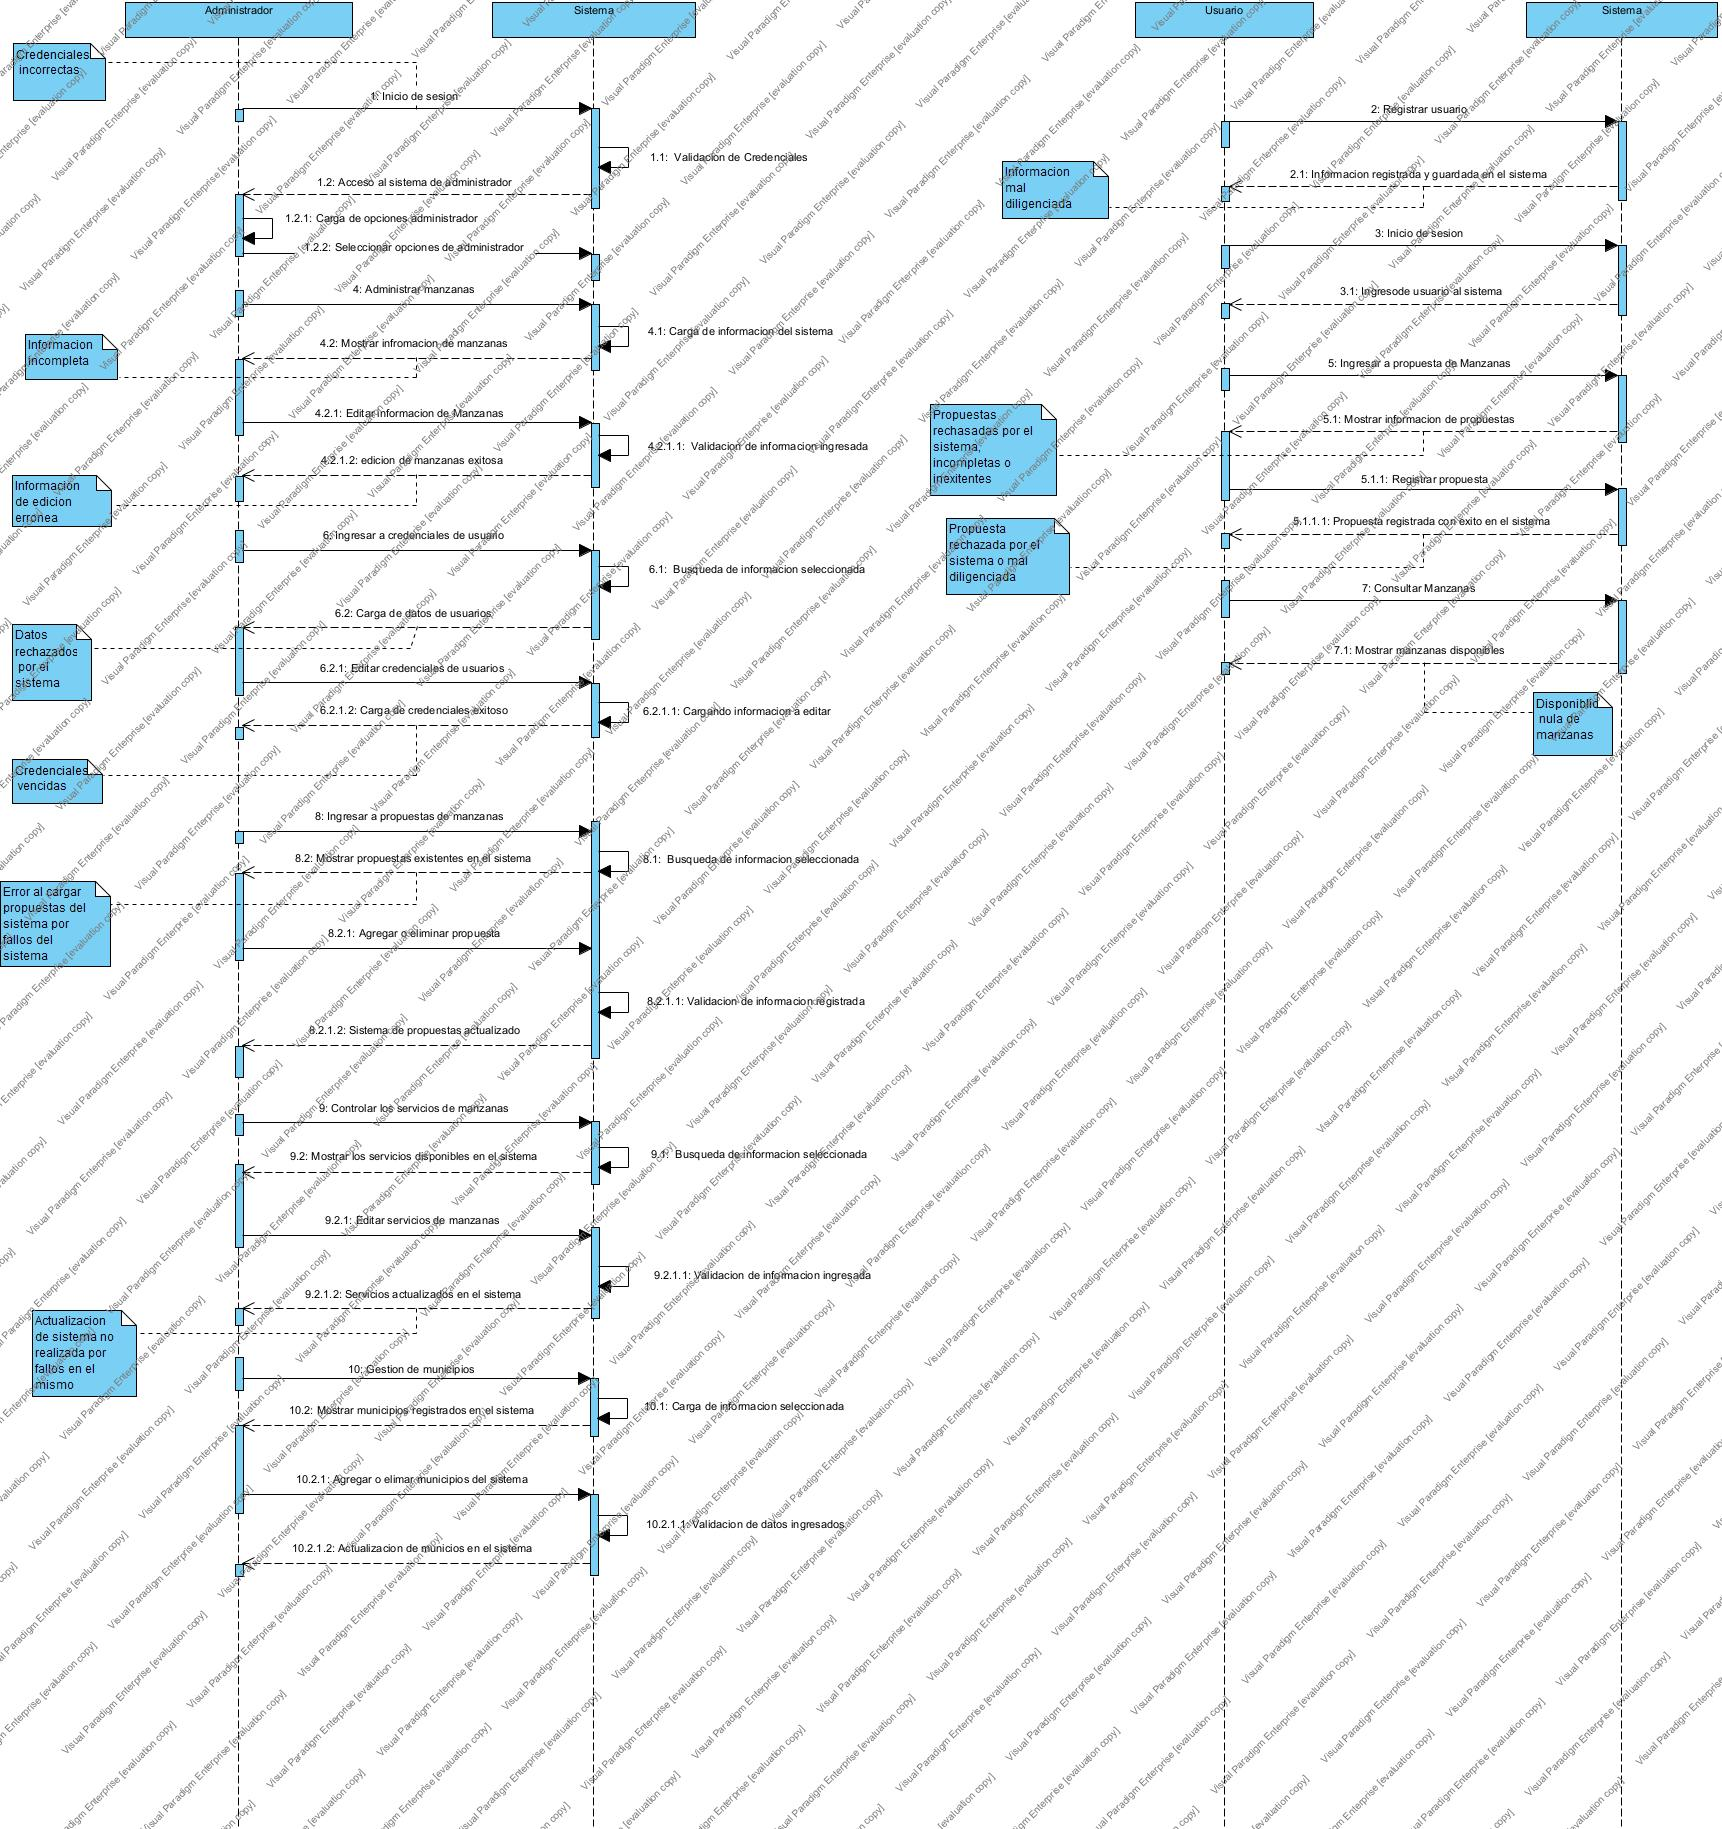 Administrador
Sistema
Usuario
Sistema
Credenciales
incorrectas
1: Inicio de sesion
1.1: Validacion de Credenciales
1.2: Acceso al sistema de administrador
1.2.1: Carga de opciones administrador
1.2.2: Seleccionar opciones de administrador
4: Administrar manzanas
4.1: Carga de informacion del sistema
4.2: Mostrar infromacion de manzanas
Informacion
incompleta
4.2.1: Editar informacion de Manzanas
4.2.1.1: Validacion de informacion ingresada
4.2.1.2: edicion de manzanas exitosa
Información
de edicion
erronea
6: Ingresar a credenciales de usuario
6.1: Busqueda de informacion seleccionada
6.2: Carga de datos de usuarios
Datos
rechazados
por el
sistema
6.2.1: Editar credenciales de usuarios
6.2.1.1: Cargando informacion a editar
6.2.1.2: Carga de credenciales exitoso
Credenciales
vencidas
8: Ingresar a propuestas de manzanas
8.1: Busqueda de informacion seleccionada
8.2: Mostrar propuestas existentes en el sistema
Error al cargar
propuestas del
sistema por
fallos del
sistema
8.2.1: Agregar o eliminar propuesta
8.2.1.1: Validacion de informacion registrada
8.2.1.2: Sistema de propuestas actualizado
9: Controlar los servicios de manzanas
9.1: Busqueda de informacion seleccionada
9.2: Mostrar los servicios disponibles en el sistema
9.2.1: Editar servicios de manzanas
9.2.1.1: Validacion de informacion ingresada
9.2.1.2: Servicios actualizados en el sistema
Actualizacion
de sistema no
realizada por
fallos en el
mismo
10: Gestion de municipios
10.1: Carga de informacion seleccionada
10.2: Mostrar municipios registrados en el sistema
10.2.1: Agregar o elimar municipios del sistema
10.2.1.1: Validacion de datos ingresados
10.2.1.2: Actualizacion de municios en el sistema
2: Registrar usuario
Informacion
mal
diligenciada
2.1: Informacion registrada y guardada en el sistema
3: Inicio de sesion
3.1: Ingresode usuario al sistema
5: Ingresar a propuesta de Manzanas
Propuestas
rechasadas por el
sistema,
incompletas o
inexitentes
5.1: Mostrar informacion de propuestas
5.1.1: Registrar propuesta
Propuesta
rechazada por el
sistema o mal
diligenciada
5.1.1.1: Propuesta registrada con exito en el sistema
7: Consultar Manzanas
7.1: Mostrar manzanas disponibles
nula de
manzanas
Visual Paradigm Enterprise [evaluation copy]